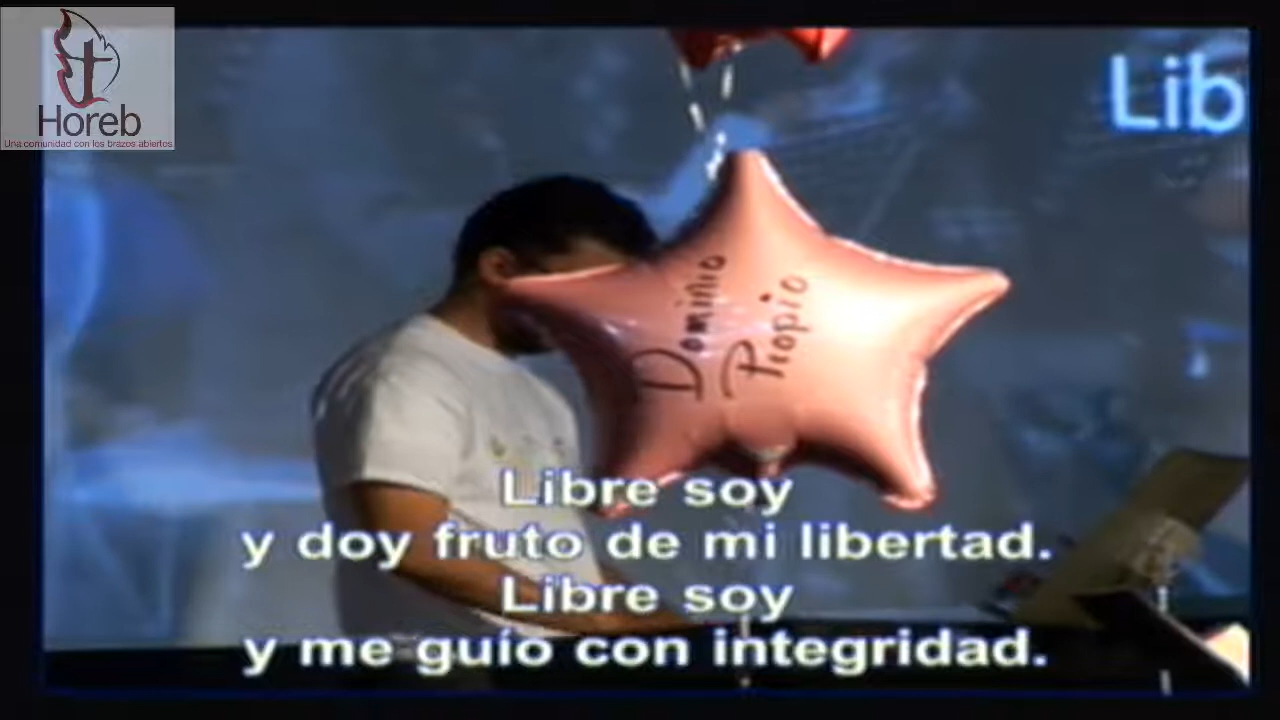 Horeb
Una comunidad con los brazos abiertos
Lib
Dominio
Propio
Libre soy
y doy fruto de mi libertad.
Libre soy
y me guío con integridad.